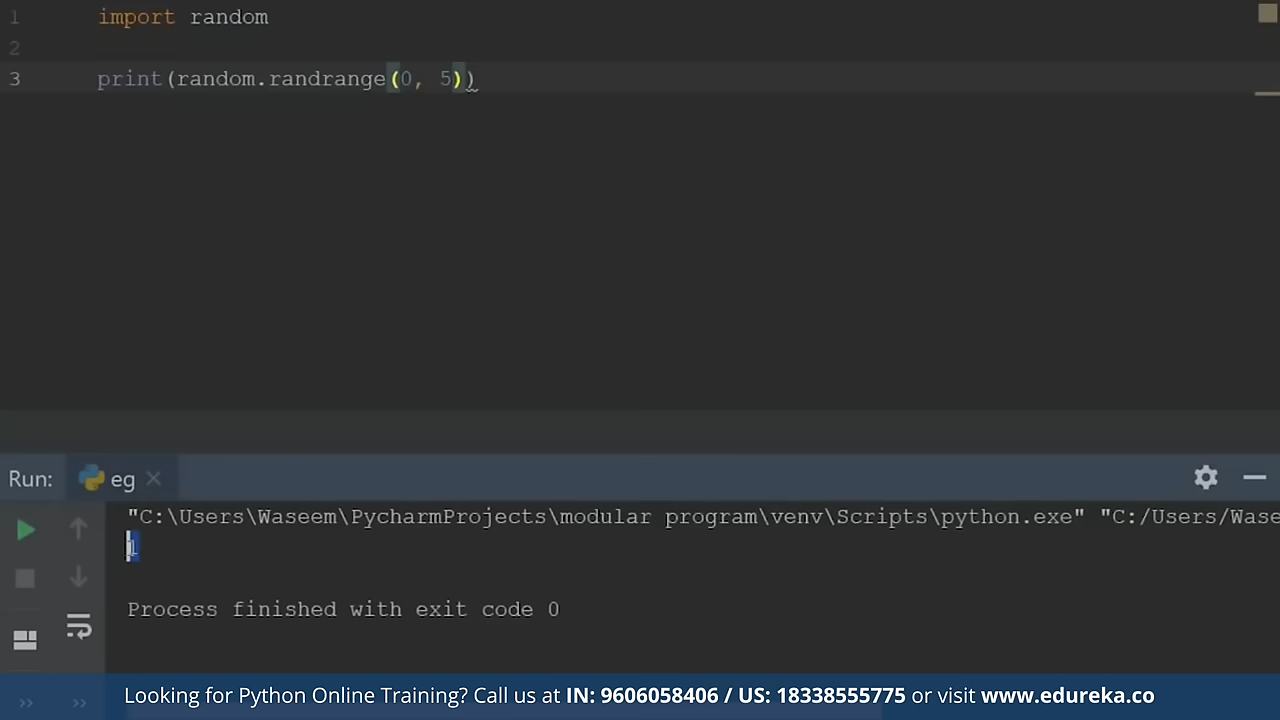 1 import random
2
3 print(random.randrange(0, 5))
Run: eg
"C:\Users\Waseem\PycharmProjects\modular program\venv\Scripts\python.exe" "C:/Users/Wase
1
Process finished with exit code 0
Looking for Python Online Training? Call us at IN: 9606058406 / US: 18338555775 or visit www.edureka.co